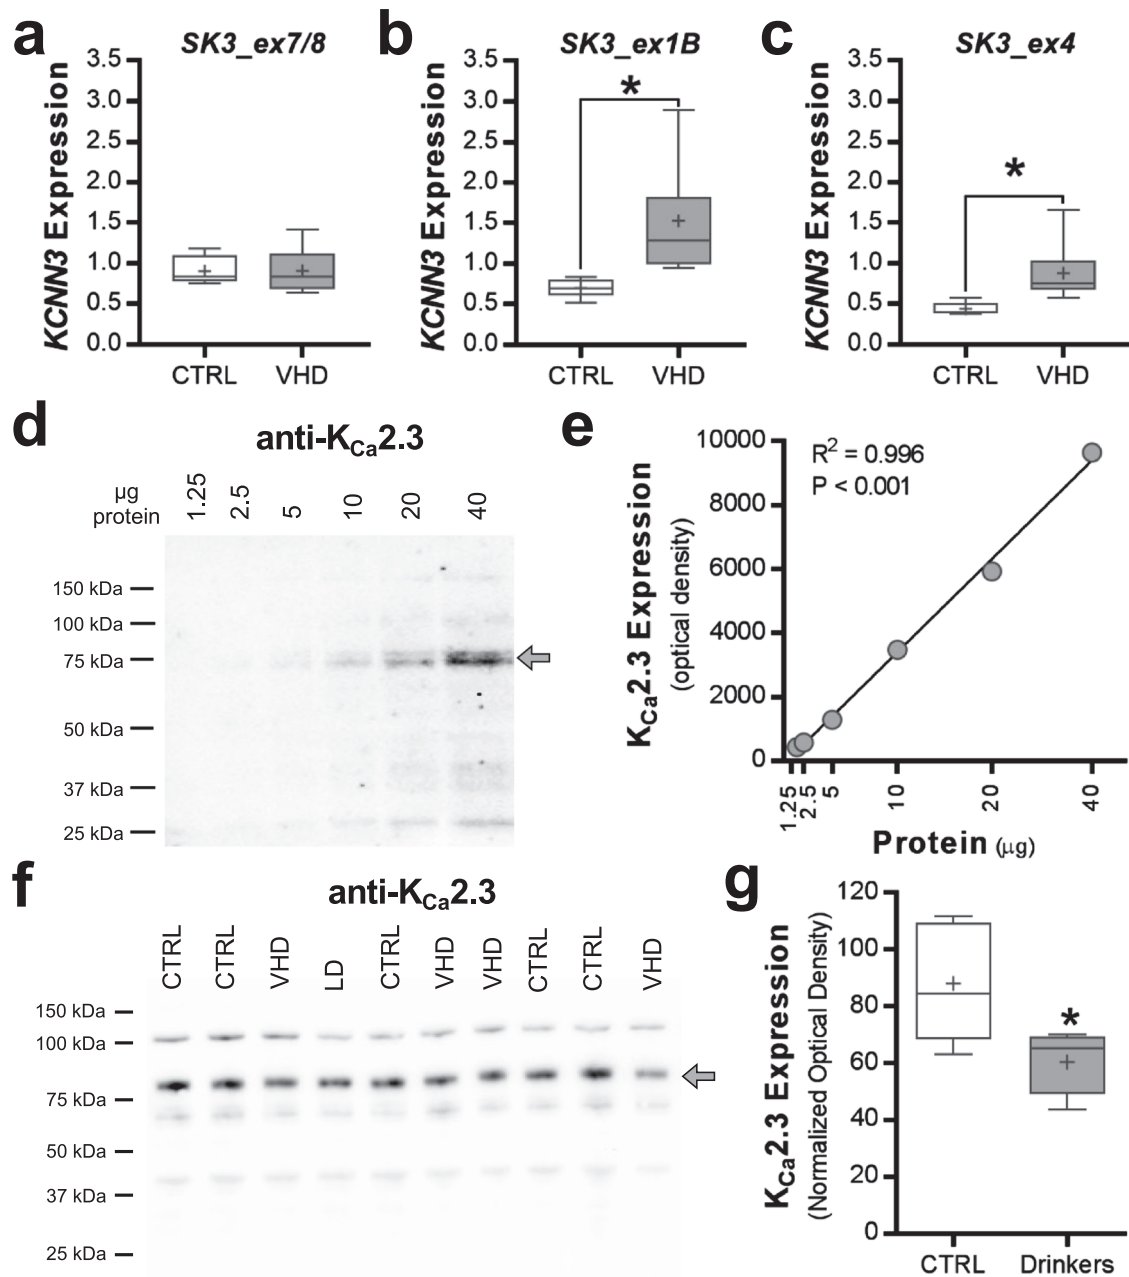 a
SK3_ex7/8
KCNN3 Expression
3.5
3.0
2.5
2.0
1.5
1.0
0.5
0.0
CTRL VHD
b
SK3_ex1B
KCNN3 Expression
3.5
3.0
2.5
2.0
1.5
1.0
0.5
0.0
*
CTRL VHD
c
SK3_ex4
KCNN3 Expression
3.5
3.0
2.5
2.0
1.5
1.0
0.5
0.0
*
CTRL VHD
d
anti-KCa2.3
µg
protein
1.25 2.5 5 10 20 40
150 kDa
100 kDa
75 kDa
50 kDa
37 kDa
25 kDa
e
KCa2.3 Expression
(optical density)
10000
8000
6000
4000
2000
0
R² = 0.996
P < 0.001
1.25 2.5 5 10 20 40
Protein (µg)
f
anti-KCa2.3
CTRL CTRL VHD LD CTRL VHD VHD CTRL CTRL VHD
150 kDa
100 kDa
75 kDa
50 kDa
37 kDa
25 kDa
g
KCa2.3 Expression
(Normalized Optical Density)
120
100
80
60
40
20
0
*
CTRL Drinkers